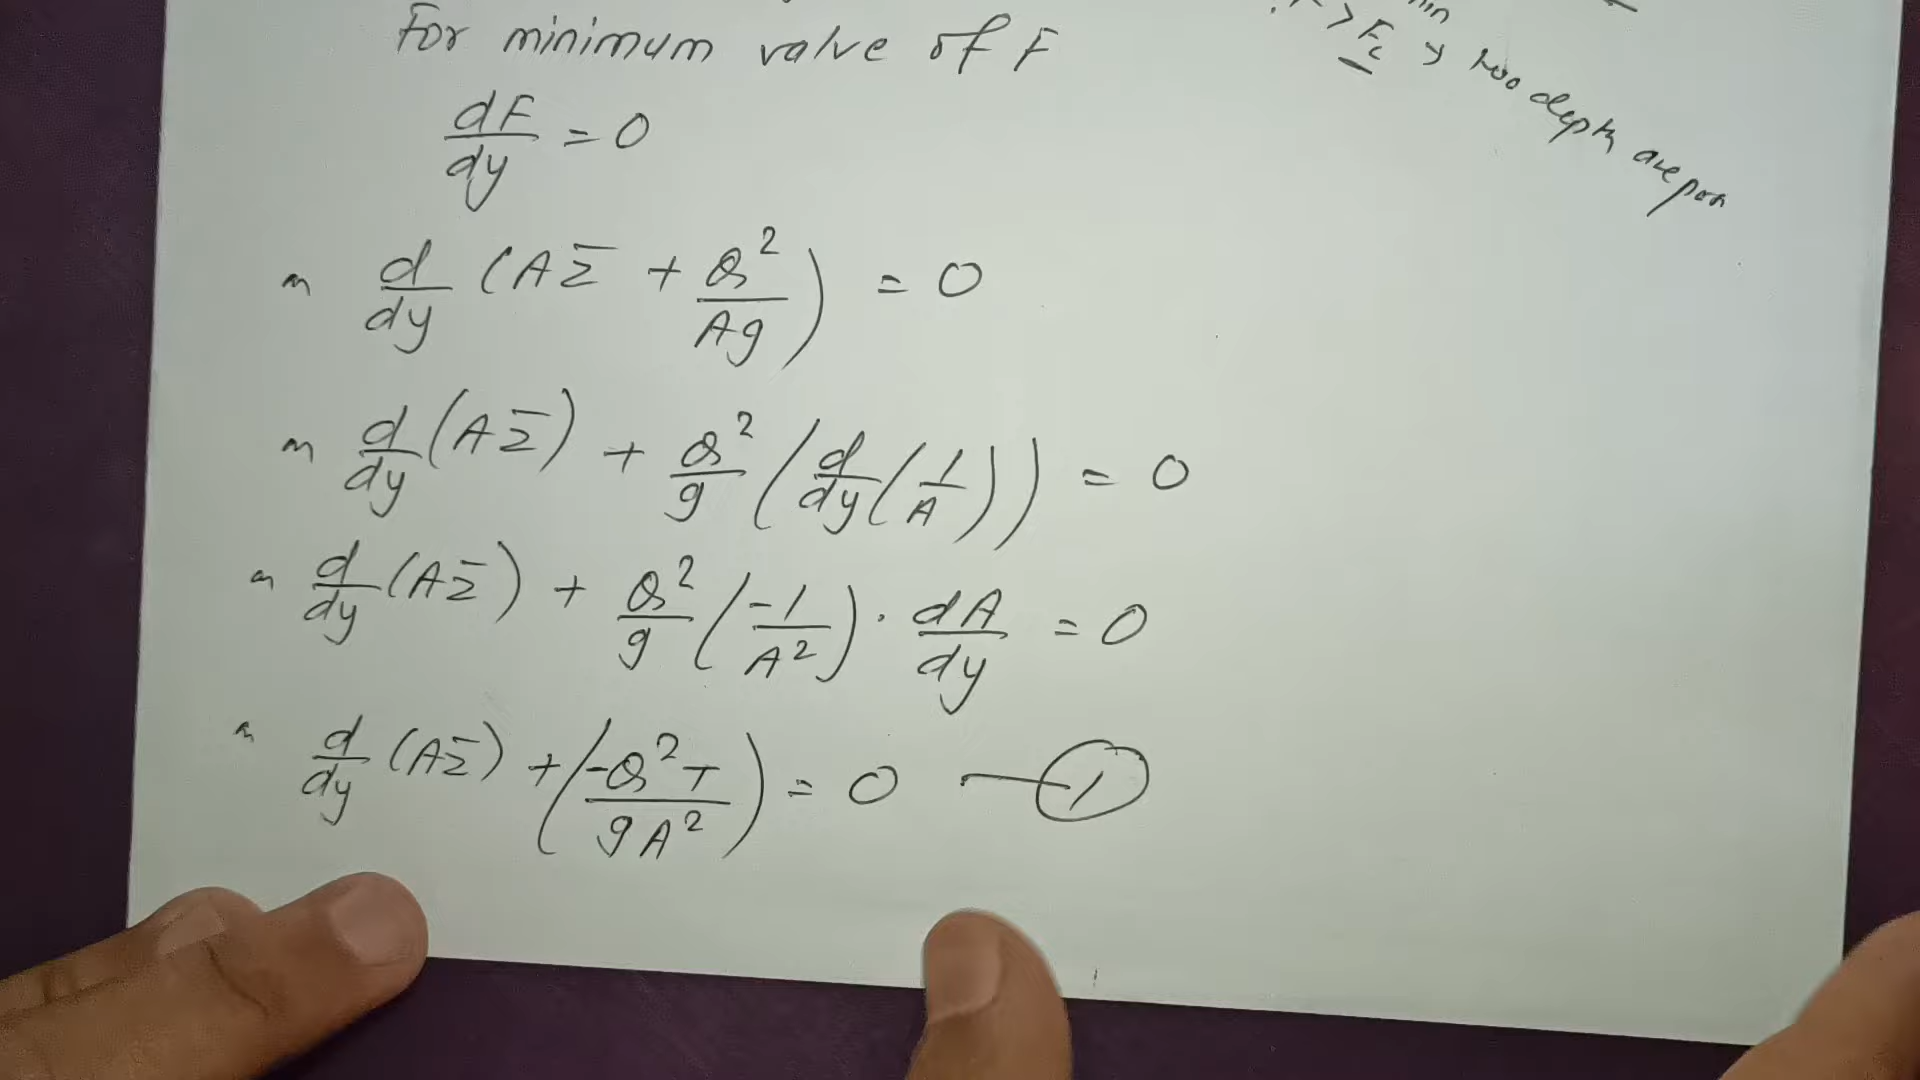 For minimum value of F
> Fc, two depth are
dF/dy = 0
d/dy (Az̄ + Q²/Ag) = 0
d/dy (Az̄) + Q²/g (d/dy (1/A)) = 0
d/dy (Az̄) + Q²/g (-1/A²) · dA/dy = 0
d/dy (Az̄) + (-Q²T/gA²) = 0 — 1